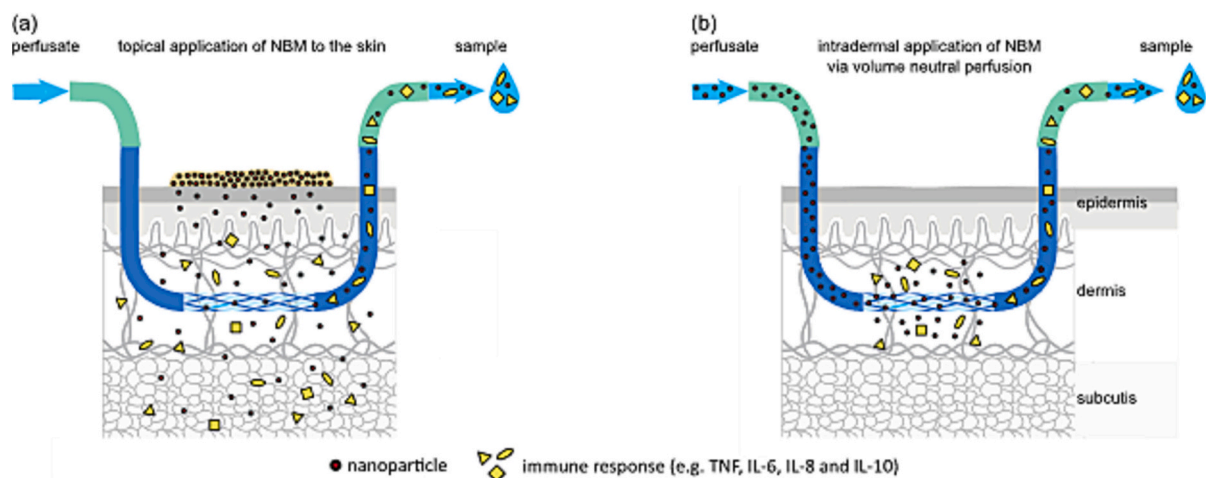 (a)
perfusate
topical application of NBM to the skin
sample
(b)
perfusate
intradermal application of NBM
via volume neutral perfusion
sample
epidermis
dermis
subcutis
nanoparticle
immune response (e.g. TNF, IL-6, IL-8 and IL-10)